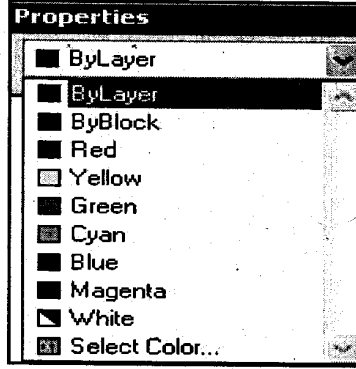 Properties
ByLayer
ByLayer
ByBlock
Red
Yellow
Green
Cyan
Blue
Magenta
White
Select Color...